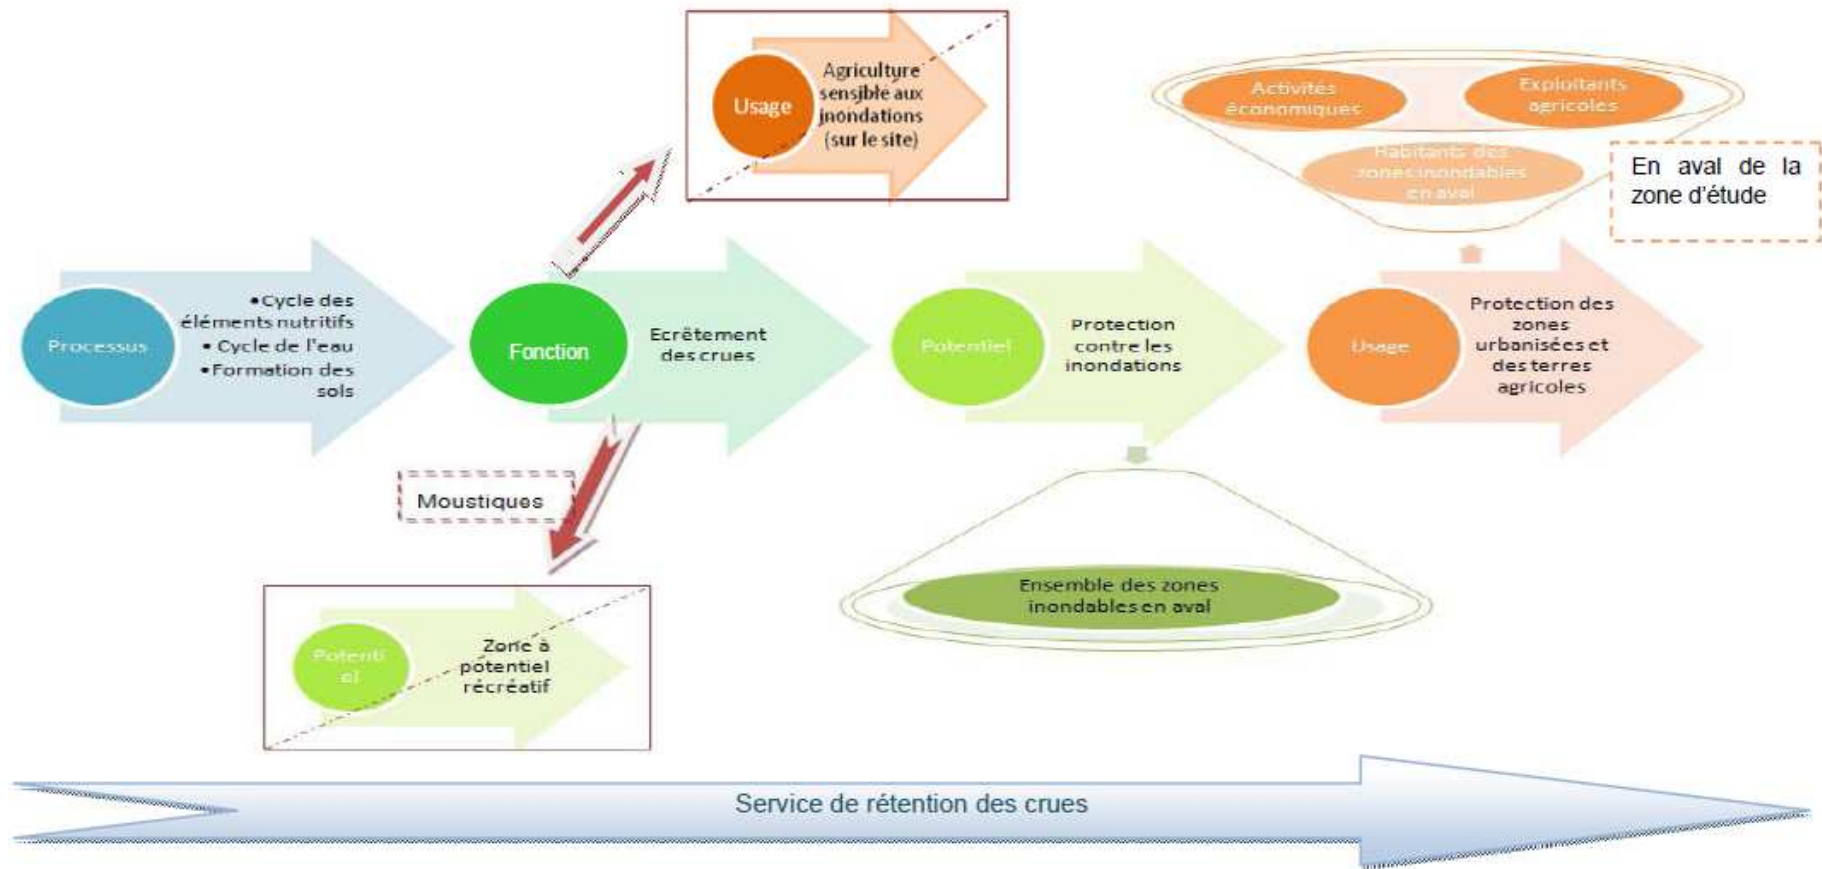 Usage
Agriculture
sensible aux
inondations
(sur le site)
Activités
économiques
Exploitants
agricoles
Habitants des
zones inondables
en aval
En aval de la
zone d'étude
Processus
•Cycle des
éléments nutritifs
• Cycle de l'eau
•Formation des
sols
Fonction
Ecrêtement
des crues
Potentiel
Protection
contre les
inondations
Usage
Protection des
zones
urbanisées et
des terres
agricoles
Moustiques
Ensemble des zones
inondables en aval
Potenti
el
Zone à
potentiel
récréatif
Service de rétention des crues